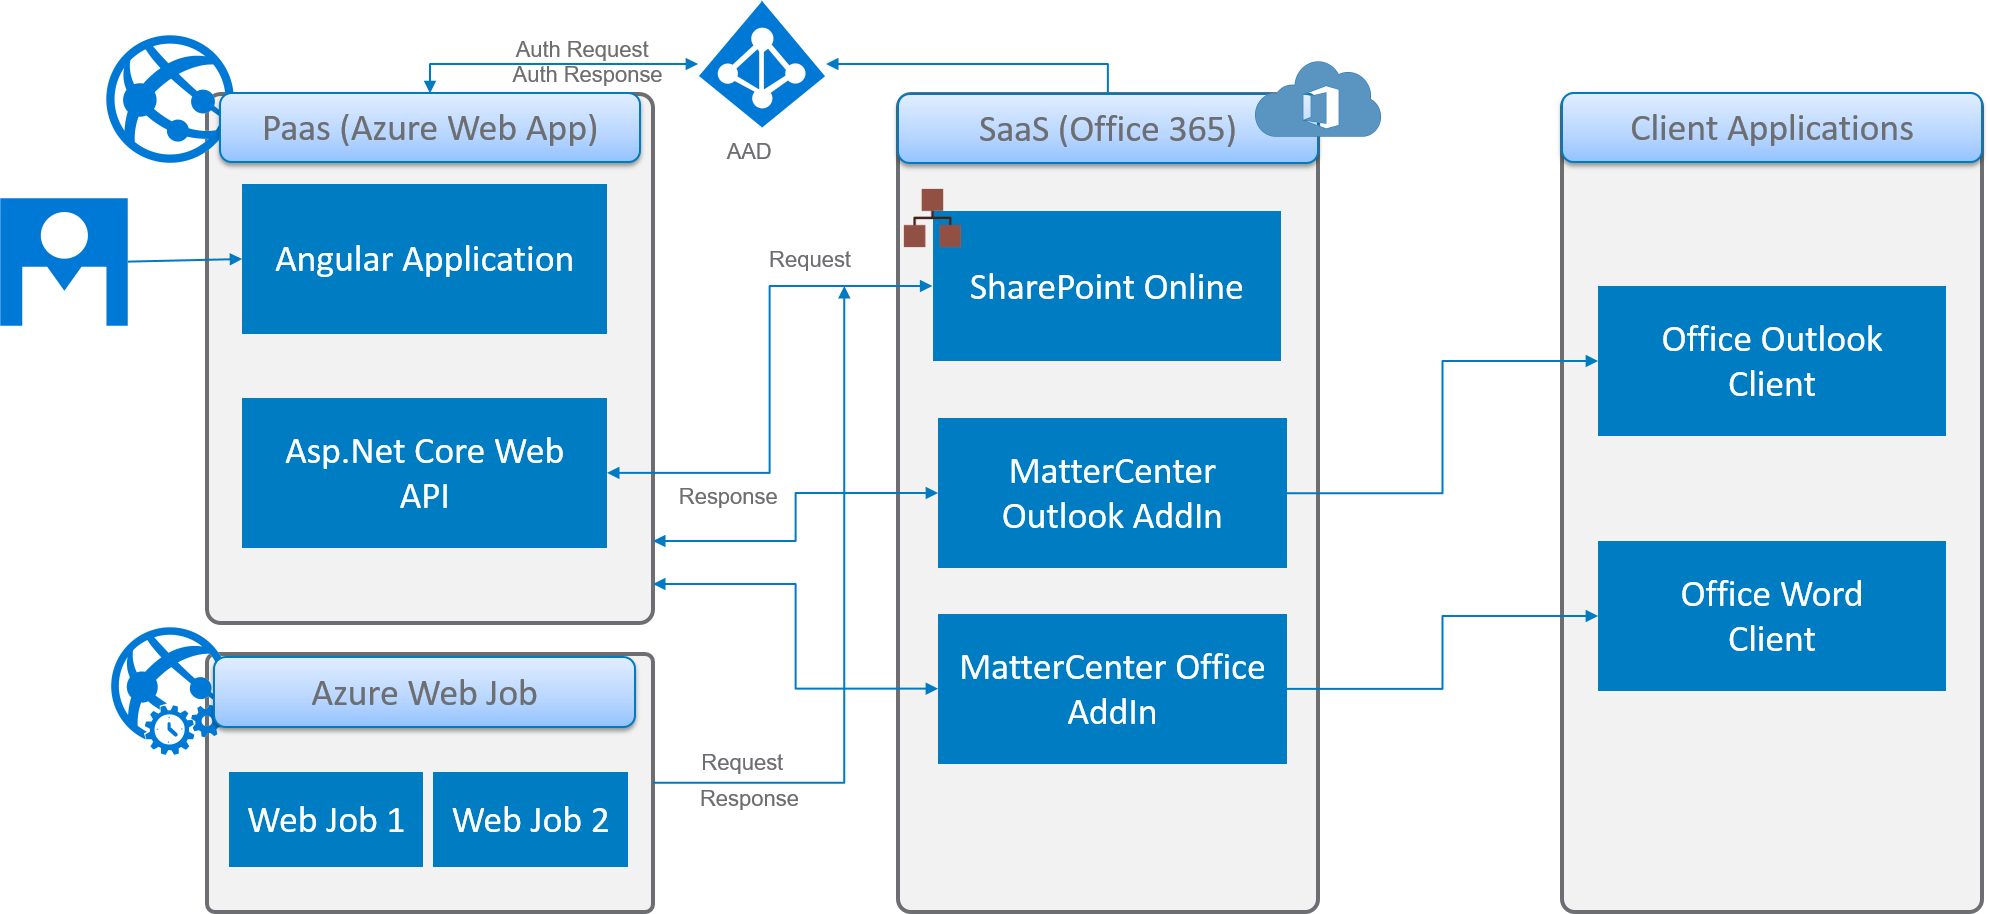 Auth Request
Auth Response
AAD
Paas (Azure Web App)
Angular Application
Asp.Net Core Web
API
Azure Web Job
Web Job 1
Web Job 2
Request
Response
Request
Response
SaaS (Office 365)
SharePoint Online
MatterCenter
Outlook AddIn
MatterCenter Office
AddIn
Client Applications
Office Outlook
Client
Office Word
Client